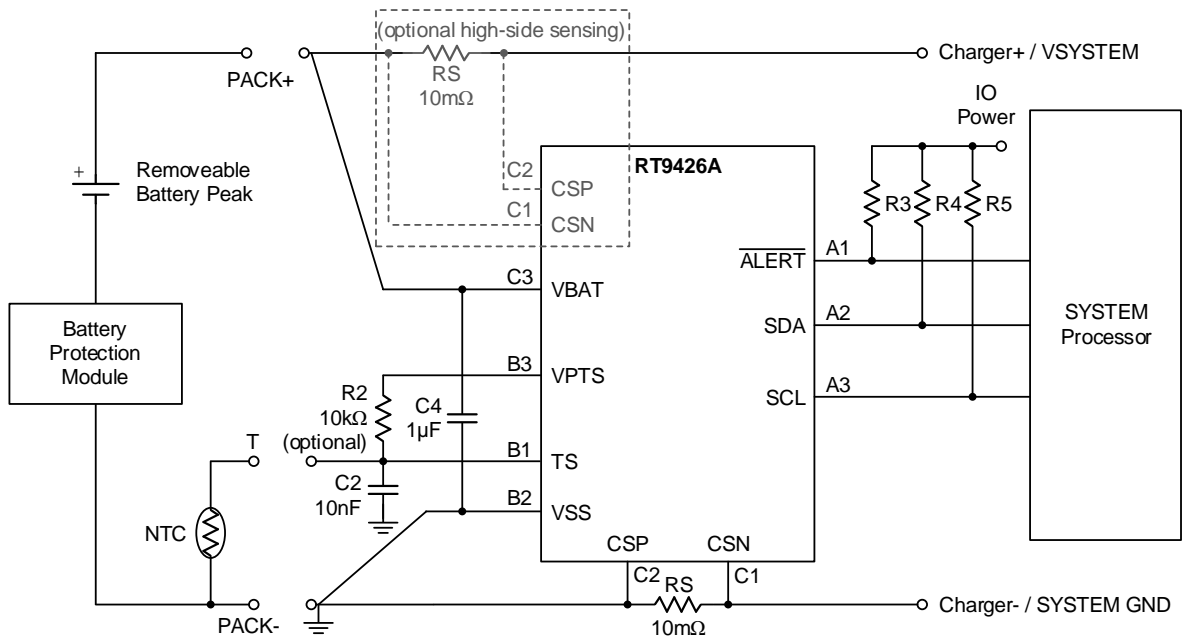 (optional high-side sensing)
PACK+
RS
10mΩ
Charger+ / VSYSTEM
IO
Power
+
Removeable
Battery Peak
C2
CSP
C1
CSN
RT9426A
R3
R4
R5
ALERT
A1
C3
VBAT
SDA
A2
SYSTEM
Processor
Battery
Protection
Module
B3
VPTS
SCL
A3
R2
10kΩ
(optional)
C4
1µF
T
B1
TS
C2
10nF
B2
VSS
NTC
CSP
CSN
C2
RS
C1
PACK-
10mΩ
Charger- / SYSTEM GND